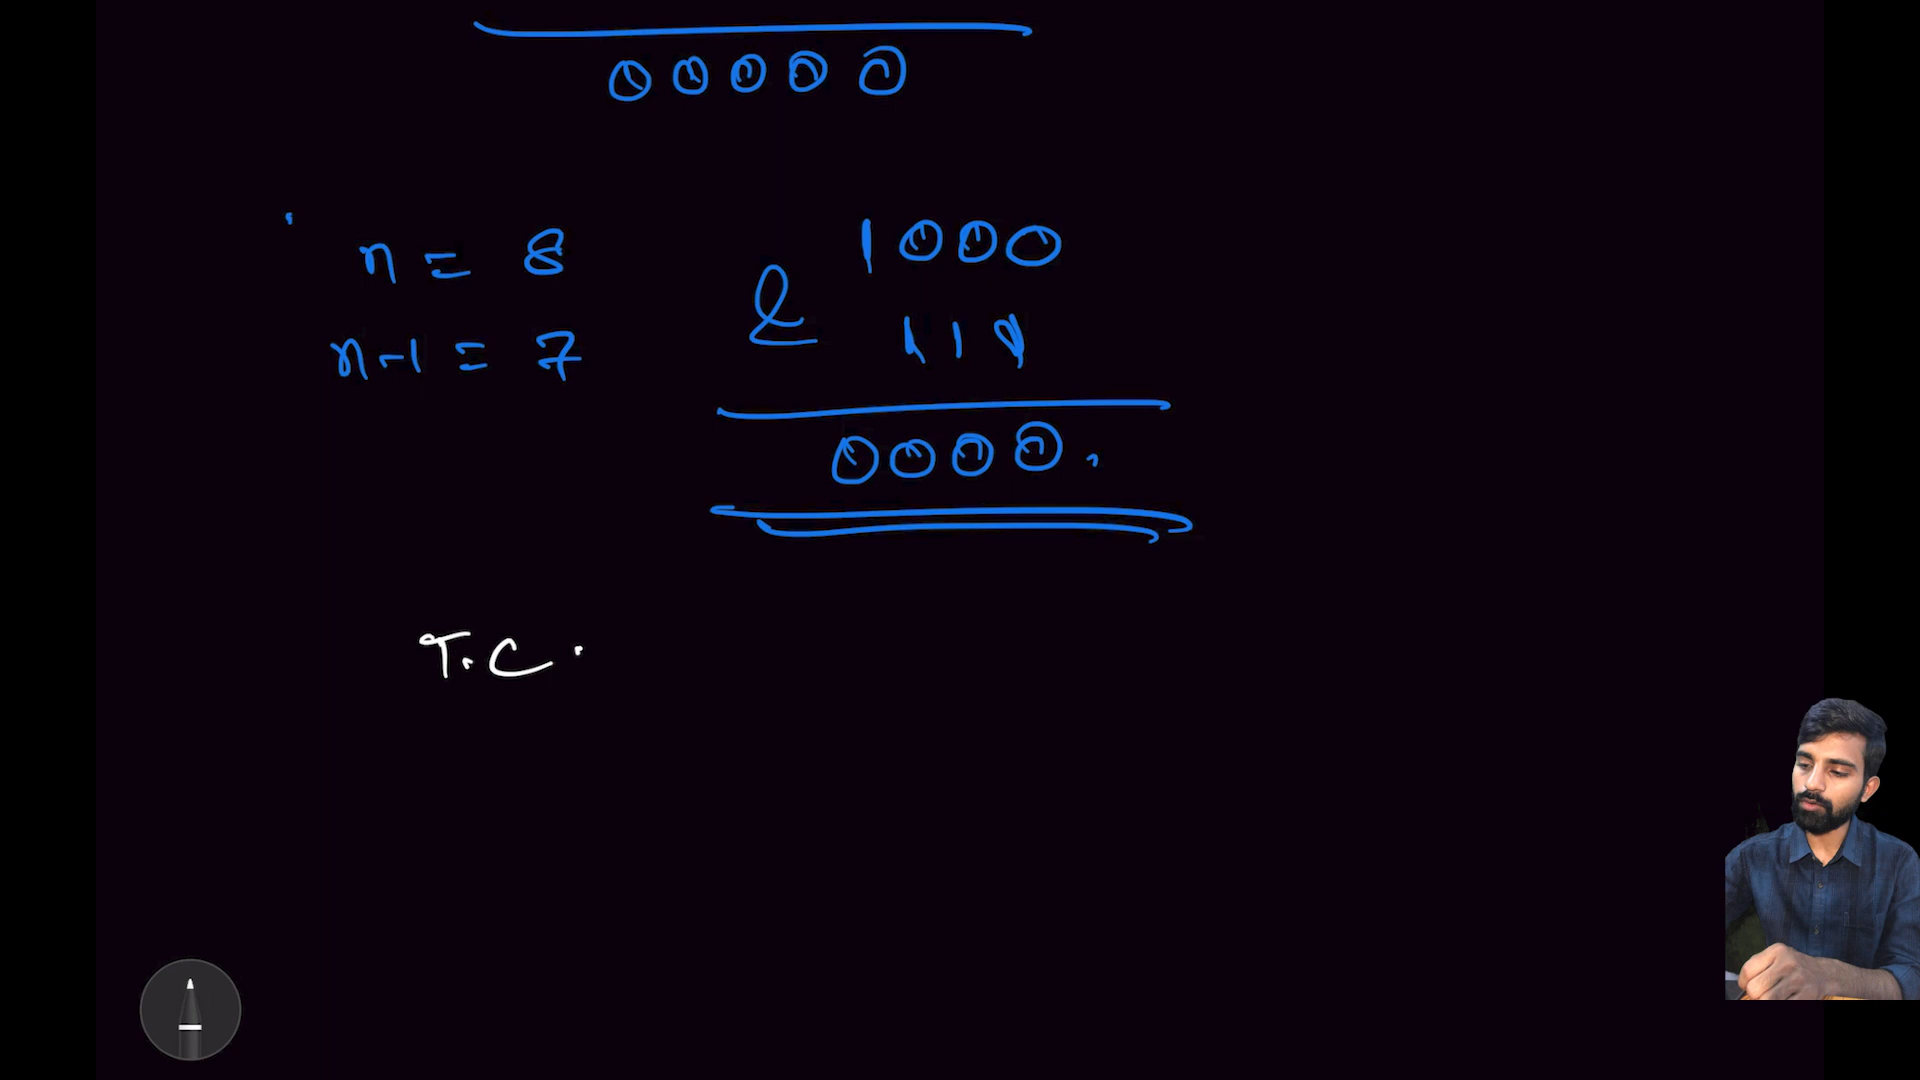 00000
n = 8 1000
& 111
n-1 = 7
0000.
T.C.